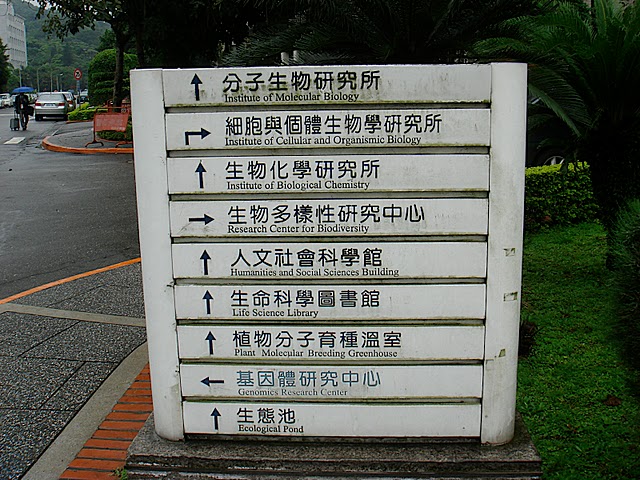 分子生物研究所
Institute of Molecular Biology
細胞與個體生物學研究所
Institute of Cellular and Organismic Biology
生物化學研究所
Institute of Biological Chemistry
生物多樣性研究中心
Research Center for Biodiversity
人文社會科學館
Humanities and Social Sciences Building
生命科學圖書館
Life Science Library
植物分子育種溫室
Plant Molecular Breeding Greenhouse
基因體研究中心
Genomics Research Center
生態池
Ecological Pond